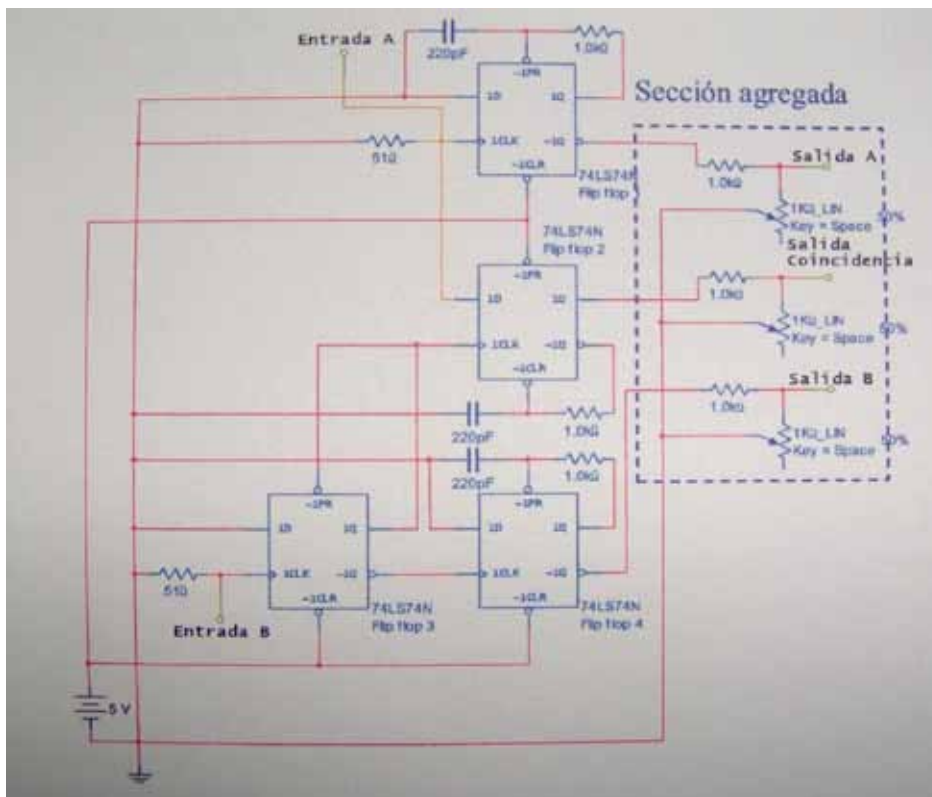 Entrada A
220pF
1.0kΩ
~1PR
1D
1Q
1CLK
~1Q
~1CLR
51Ω
74LS74N
Flip flop
Sección agregada
1.0kΩ
Salida A
1KΩ_LIN
Key = Space
50%
74LS74N
Flip flop 2
~1PR
1D
1Q
1CLK
~1Q
~1CLR
1.0kΩ
Salida
Coincidencia
1KΩ_LIN
Key = Space
50%
220pF
1.0kΩ
1.0kΩ
Salida B
1KΩ_LIN
Key = Space
50%
220pF
1.0kΩ
~1PR
1D
1Q
1CLK
~1Q
~1CLR
51Ω
Entrada B
74LS74N
Flip flop 3
~1PR
1D
1Q
1CLK
~1Q
~1CLR
74LS74N
Flip flop 4
5 V